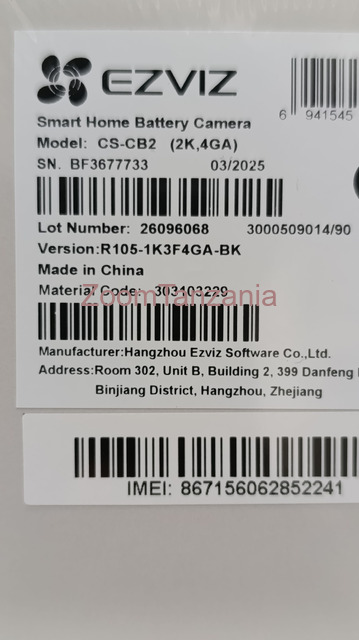 EZVIZ
6 941545
Smart Home Battery Camera
Model: CS-CB2 (2K,4GA)
SN. BF3677733 03/2025
Lot Number: 26096068 3000509014/90
Version:R105-1K3F4GA-BK
Made in China
Material Code: 303103229
ZoomTanzania
Manufacturer:Hangzhou Ezviz Software Co.,Ltd.
Address:Room 302, Unit B, Building 2, 399 Danfeng
Binjiang District, Hangzhou, Zhejiang
IMEI: 867156062852241